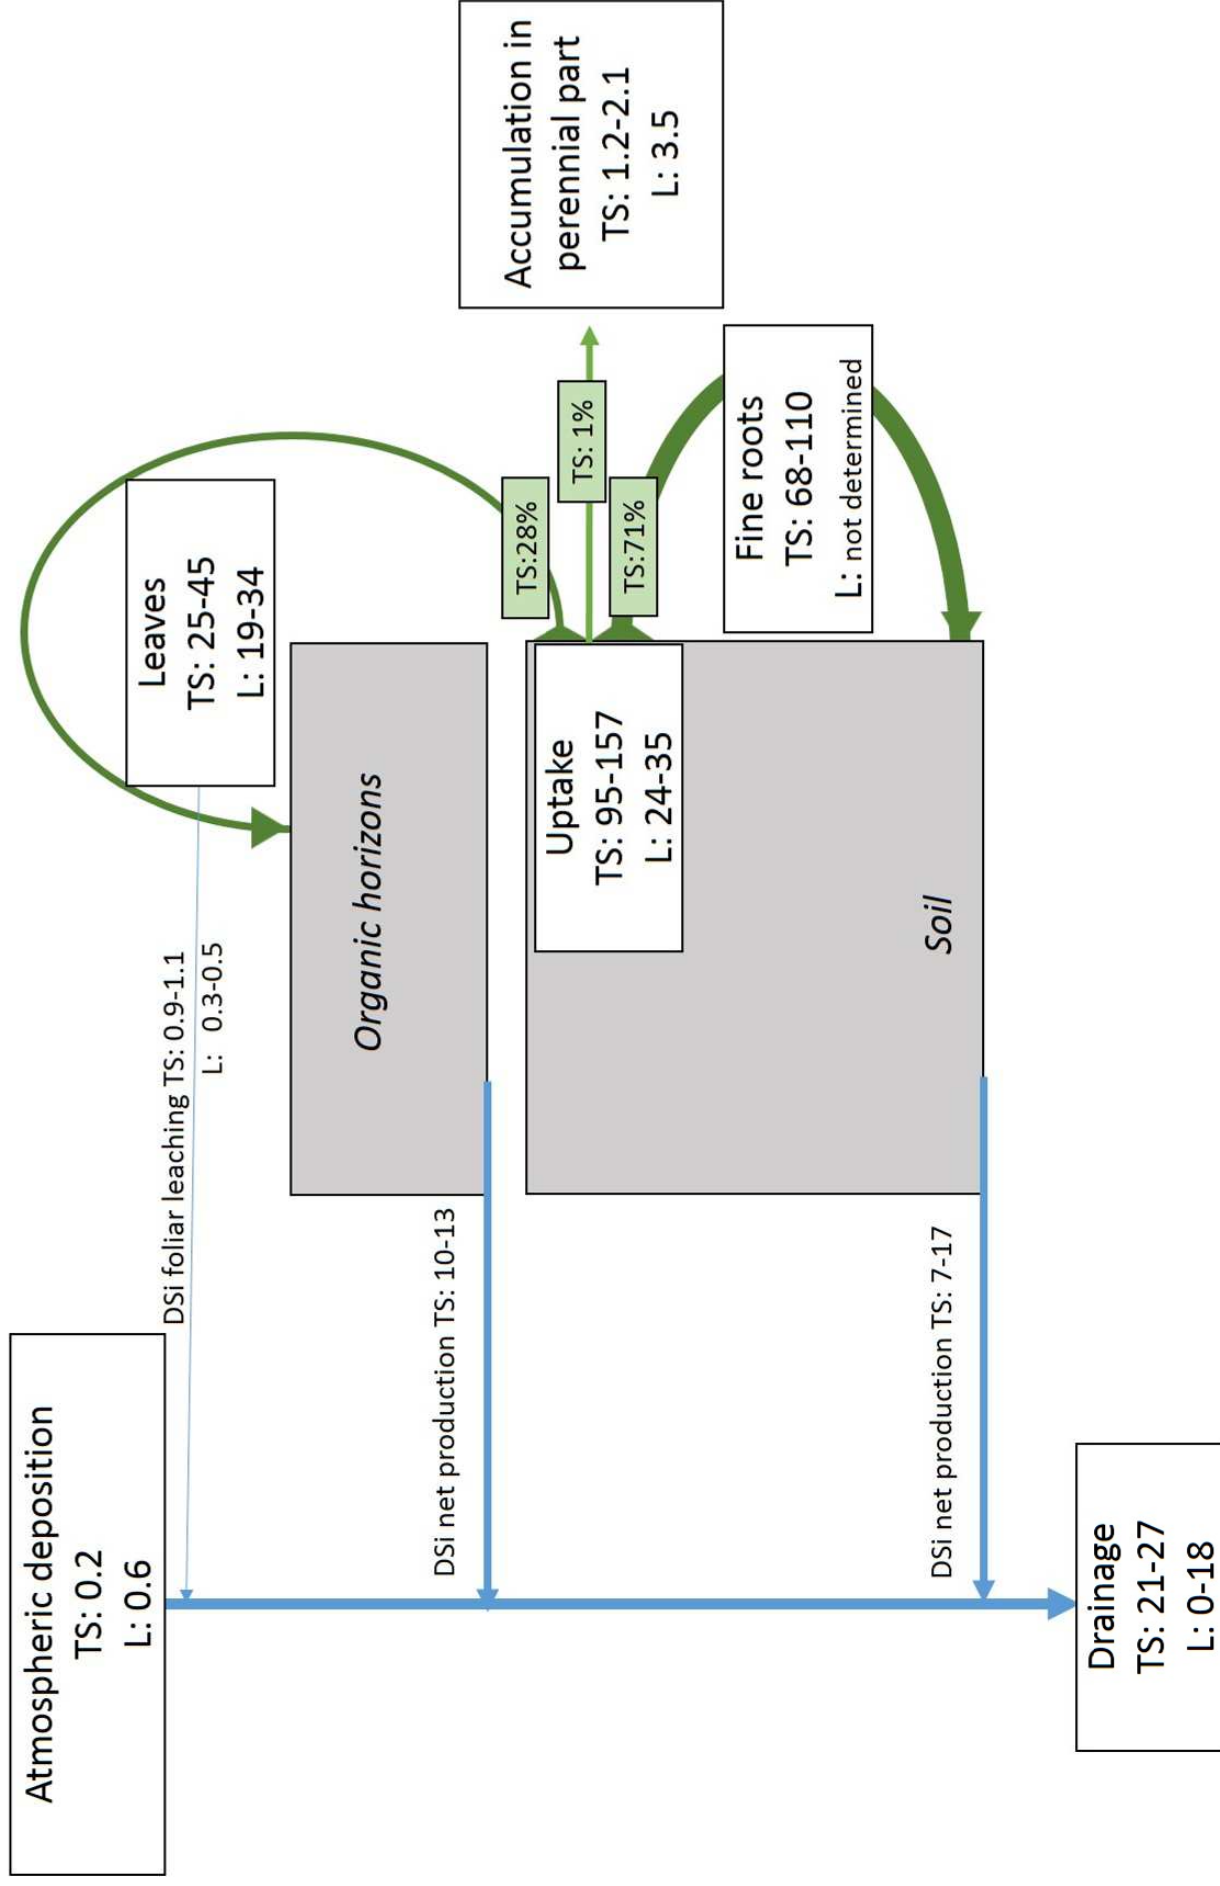 Atmospheric deposition
TS: 0.2
L: 0.6
DSi foliar leaching TS: 0.9-1.1
L: 0.3-0.5
Leaves
TS: 25-45
L: 19-34
Organic horizons
DSi net production TS: 10-13
TS:28%
TS: 1%
TS:71%
Accumulation in
perennial part
TS: 1.2-2.1
L: 3.5
Uptake
TS: 95-157
L: 24-35
Fine roots
TS: 68-110
L: not determined
Soil
DSi net production TS: 7-17
Drainage
TS: 21-27
L: 0-18